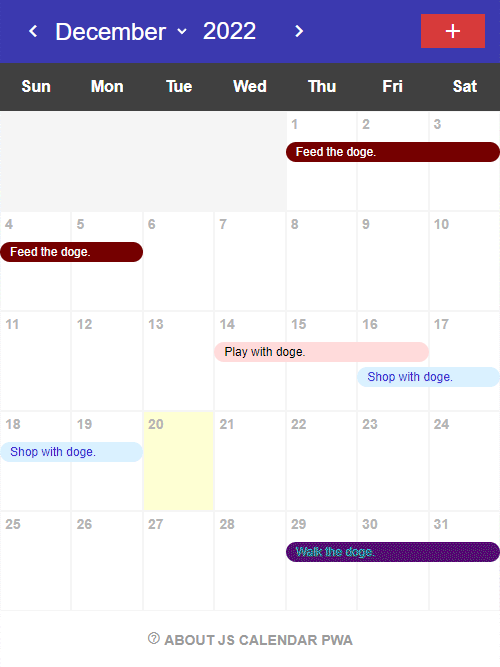 December 2022
Sun Mon Tue Wed Thu Fri Sat
1 2 3
Feed the doge.
4 5 6 7 8 9 10
Feed the doge.
11 12 13 14 15 16 17
Play with doge.
Shop with doge.
18 19 20 21 22 23 24
Shop with doge.
25 26 27 28 29 30 31
Walk the doge.
ABOUT JS CALENDAR PWA